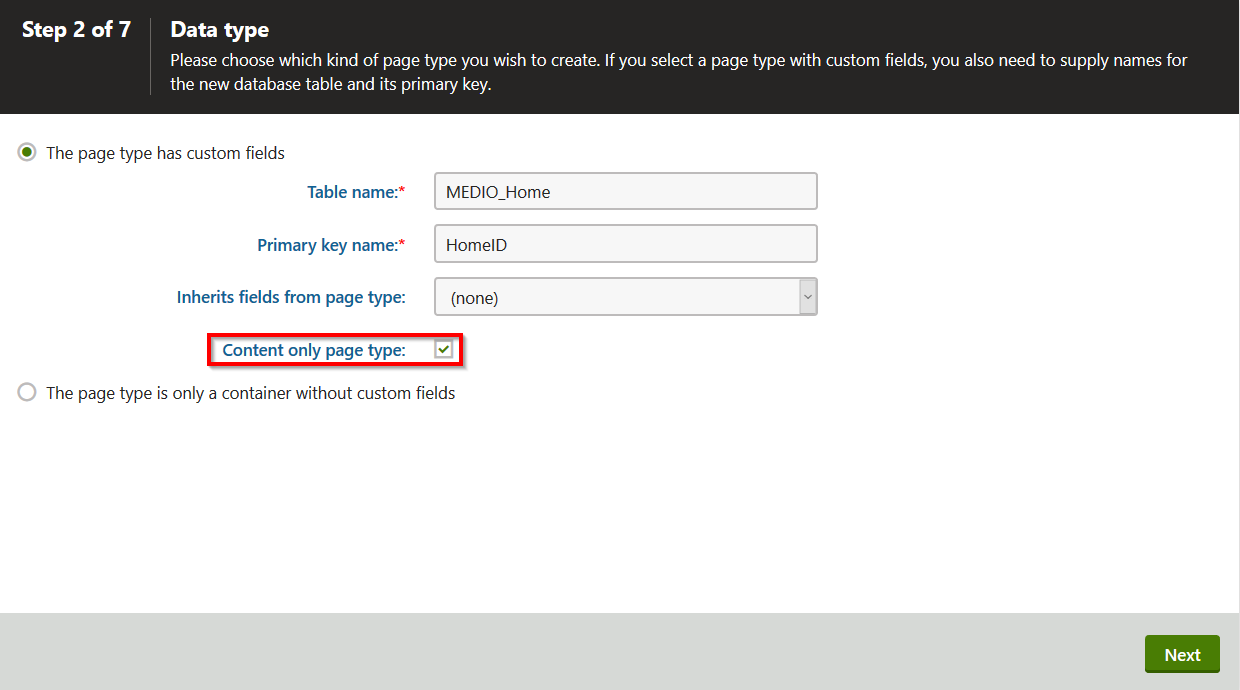 Step 2 of 7
Data type
Please choose which kind of page type you wish to create. If you select a page type with custom fields, you also need to supply names for
the new database table and its primary key.
The page type has custom fields
Table name:* MEDIO_Home
Primary key name:* HomeID
Inherits fields from page type: (none)
Content only page type:
The page type is only a container without custom fields
Next